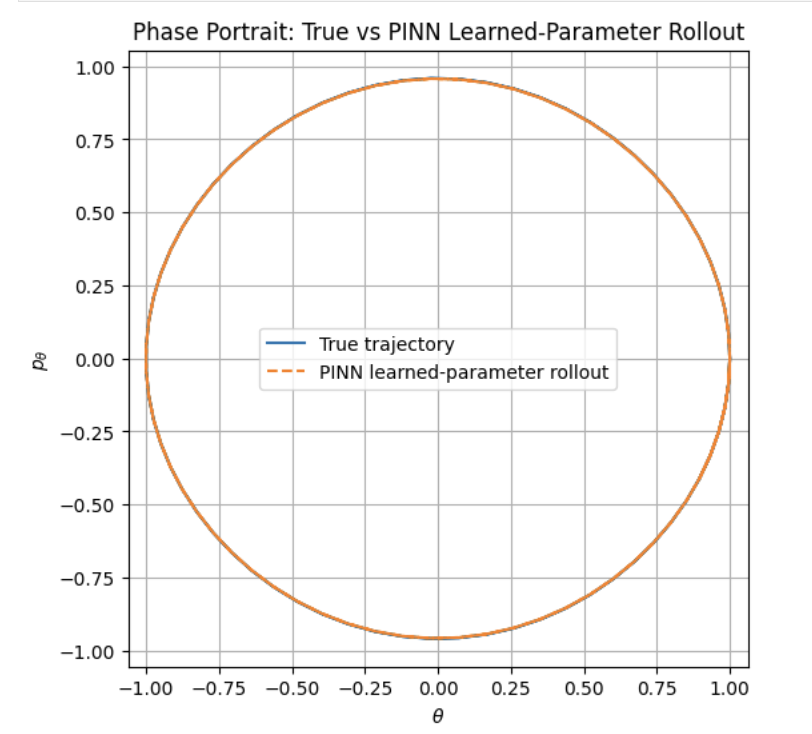 Phase Portrait: True vs PINN Learned-Parameter Rollout
1.00
0.75
0.50
0.25
0.00
−0.25
−0.50
−0.75
−1.00
pθ
True trajectory
PINN learned-parameter rollout
−1.00 −0.75 −0.50 −0.25 0.00 0.25 0.50 0.75 1.00
θ